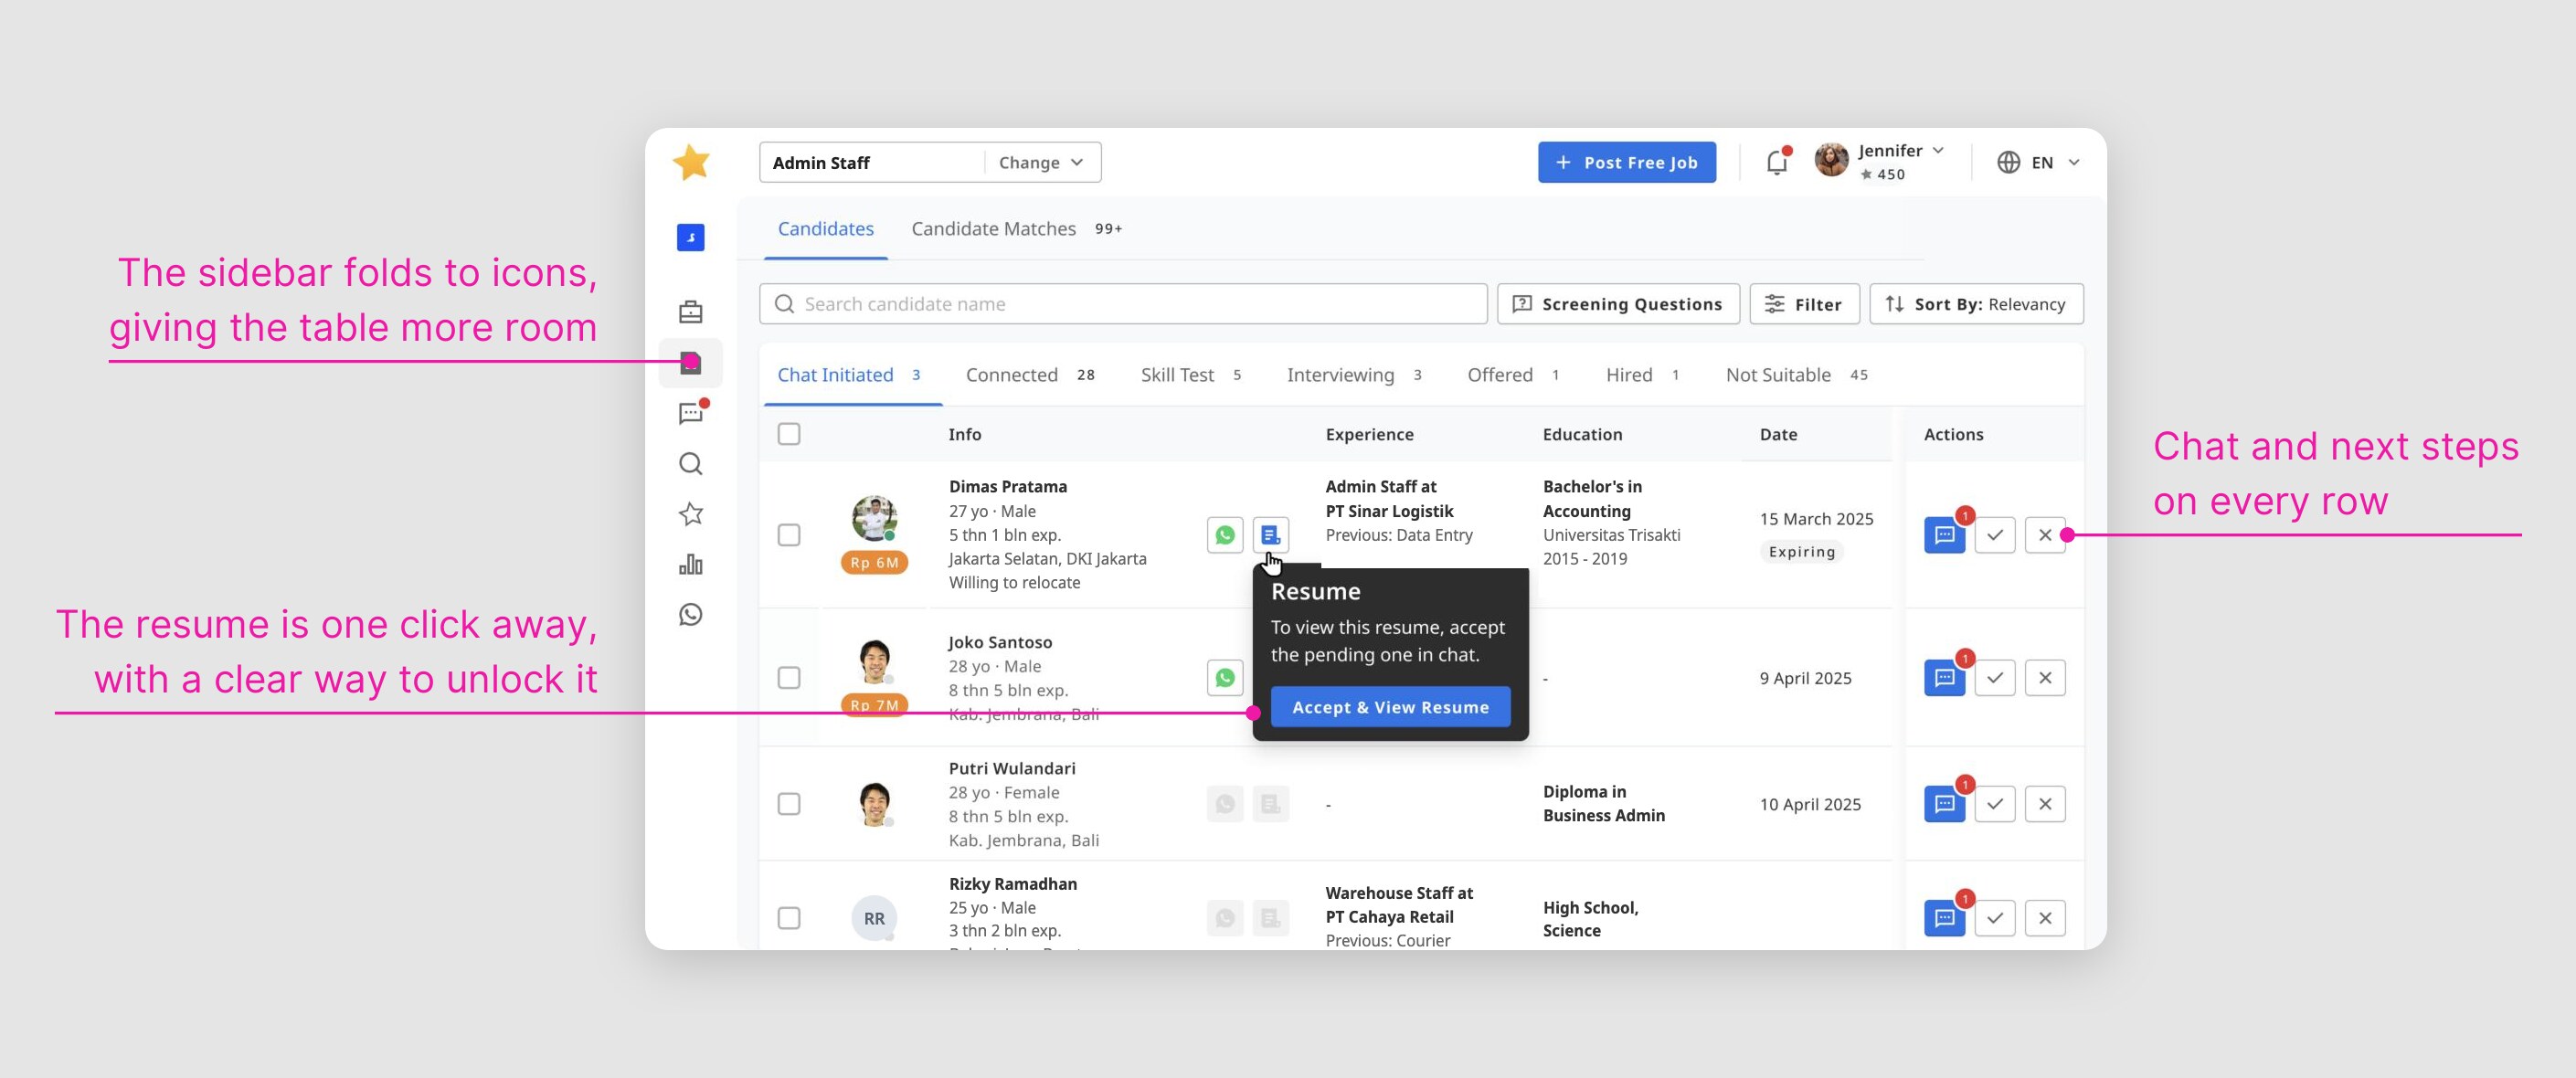 The sidebar folds to icons,
giving the table more room
The resume is one click away,
with a clear way to unlock it
Admin Staff
Change
+ Post Free Job
Jennifer
★ 450
EN
Candidates
Candidate Matches 99+
Search candidate name
Screening Questions
Filter
Sort By: Relevancy
Chat Initiated 3
Connected 28
Skill Test 5
Interviewing 3
Offered 1
Hired 1
Not Suitable 45
Info
Experience
Education
Date
Actions
Rp 6M
Dimas Pratama
27 yo · Male
5 thn 1 bln exp.
Jakarta Selatan, DKI Jakarta
Willing to relocate
Admin Staff at
PT Sinar Logistik
Previous: Data Entry
Bachelor's in
Accounting
Universitas Trisakti
2015 - 2019
15 March 2025
Expiring
1
Resume
To view this resume, accept
the pending one in chat.
Accept & View Resume
Rp 7M
Joko Santoso
28 yo · Male
8 thn 5 bln exp.
Kab. Jembrana, Bali
-
9 April 2025
1
Putri Wulandari
28 yo · Female
8 thn 5 bln exp.
Kab. Jembrana, Bali
-
Diploma in
Business Admin
10 April 2025
1
RR
Rizky Ramadhan
25 yo · Male
3 thn 2 bln exp.
Warehouse Staff at
PT Cahaya Retail
Previous: Courier
High School,
Science
1
Chat and next steps
on every row